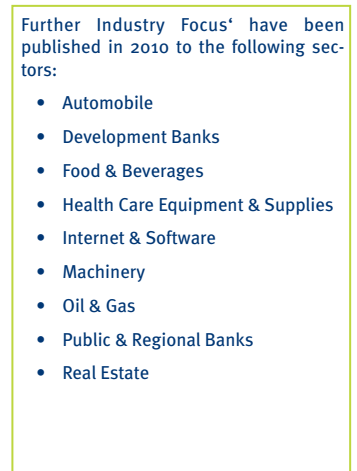 Further Industry Focus‘ have been
published in 2010 to the following sec-
tors:
• Automobile
• Development Banks
• Food & Beverages
• Health Care Equipment & Supplies
• Internet & Software
• Machinery
• Oil & Gas
• Public & Regional Banks
• Real Estate